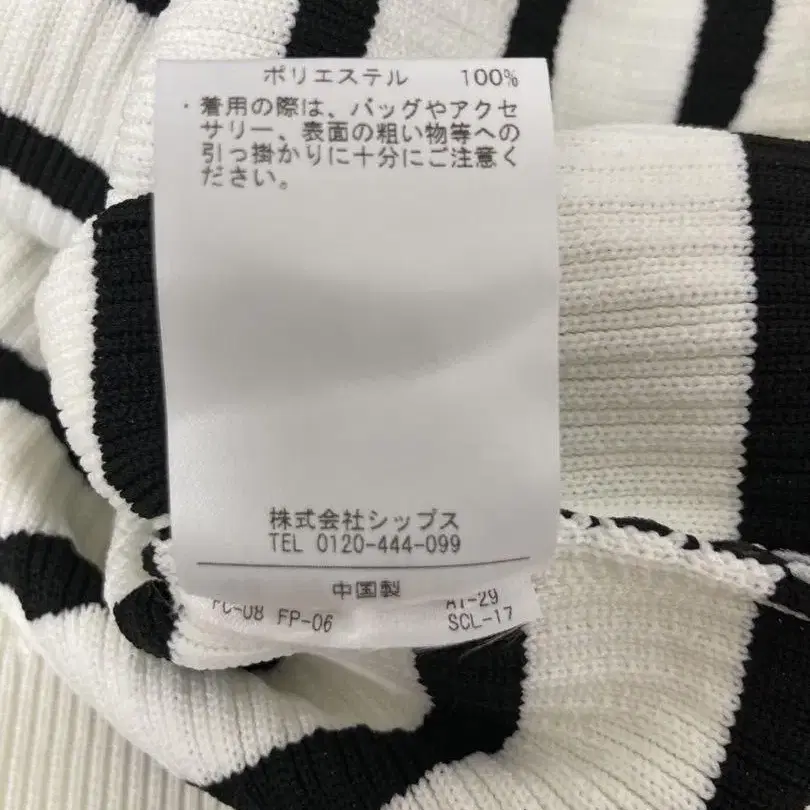 ポリエステル 100%
・着用の際は、バッグやアクセ
サリー、表面の粗い物等への
引っ掛かりに十分にご注意く
ださい。
株式会社シップス
TEL 0120-444-099
中国製
FC-08 FP-06 AT-29
SCL-17